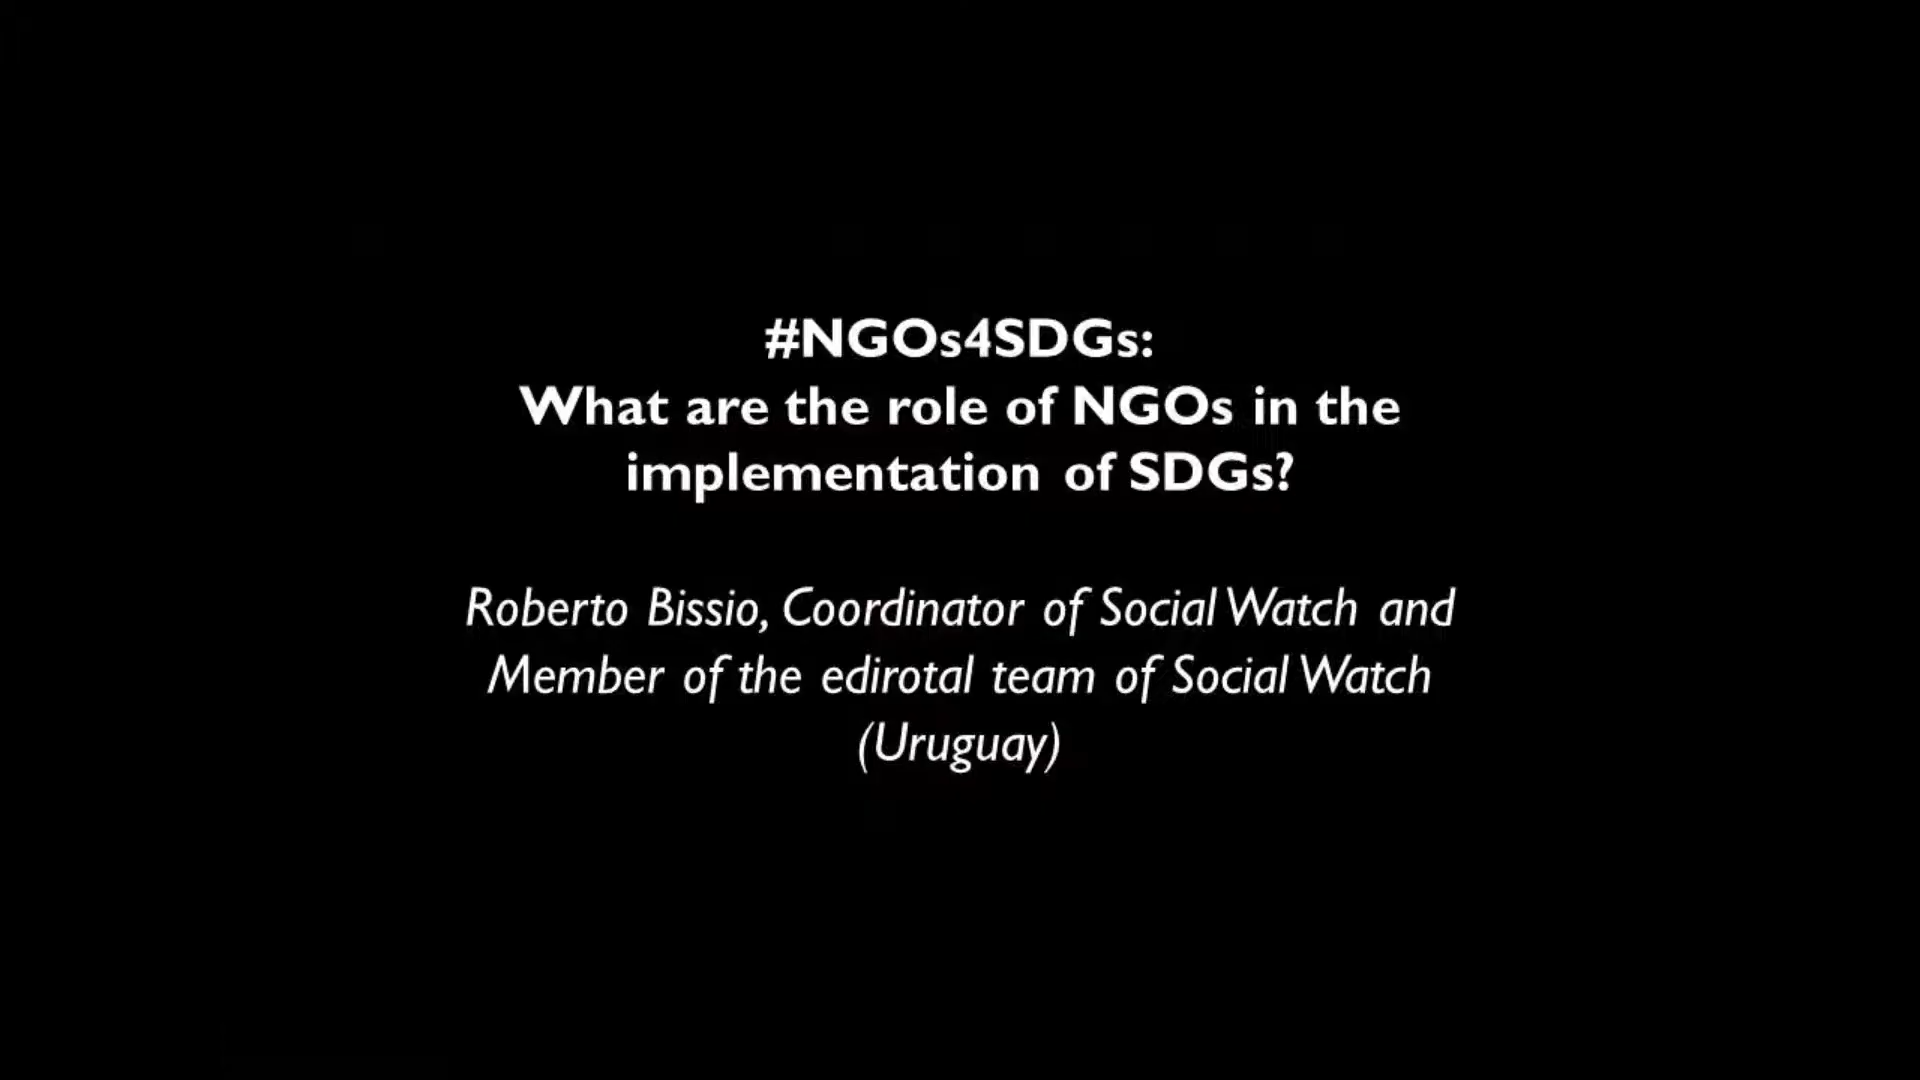 #NGOs4SDGs:
What are the role of NGOs in the
implementation of SDGs?
Roberto Bissio, Coordinator of Social Watch and
Member of the edirotal team of Social Watch
(Uruguay)